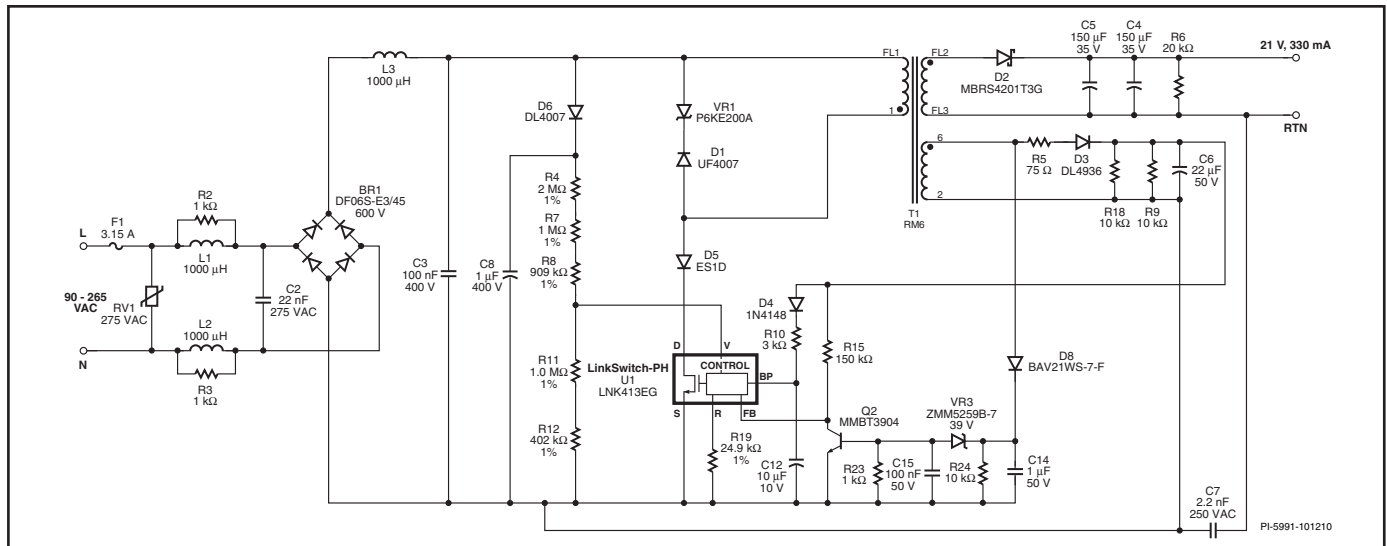 L3
1000 µH
D6
DL4007
VR1
P6KE200A
D1
UF4007
FL1
1
FL2
FL3
6
2
T1
RM6
D2
MBRS4201T3G
C5
150 µF
35 V
C4
150 µF
35 V
R6
20 kΩ
21 V, 330 mA
RTN
R5
75 Ω
D3
DL4936
R18
10 kΩ
R9
10 kΩ
C6
22 µF
50 V
L
F1
3.15 A
R2
1 kΩ
L1
1000 µH
BR1
DF06S-E3/45
600 V
90 - 265
VAC
RV1
275 VAC
C2
22 nF
275 VAC
L2
1000 µH
N
R3
1 kΩ
C3
100 nF
400 V
C8
1 µF
400 V
R4
2 MΩ
1%
R7
1 MΩ
1%
R8
909 kΩ
1%
R11
1.0 MΩ
1%
R12
402 kΩ
1%
D5
ES1D
LinkSwitch-PH
U1
LNK413EG
D
V
CONTROL
BP
S
R
FB
R19
24.9 kΩ
1%
D4
1N4148
R10
3 kΩ
R15
150 kΩ
C12
10 µF
10 V
Q2
MMBT3904
R23
1 kΩ
C15
100 nF
50 V
VR3
ZMM5259B-7
39 V
R24
10 kΩ
D8
BAV21WS-7-F
C14
1 µF
50 V
C7
2.2 nF
250 VAC
PI-5991-101210